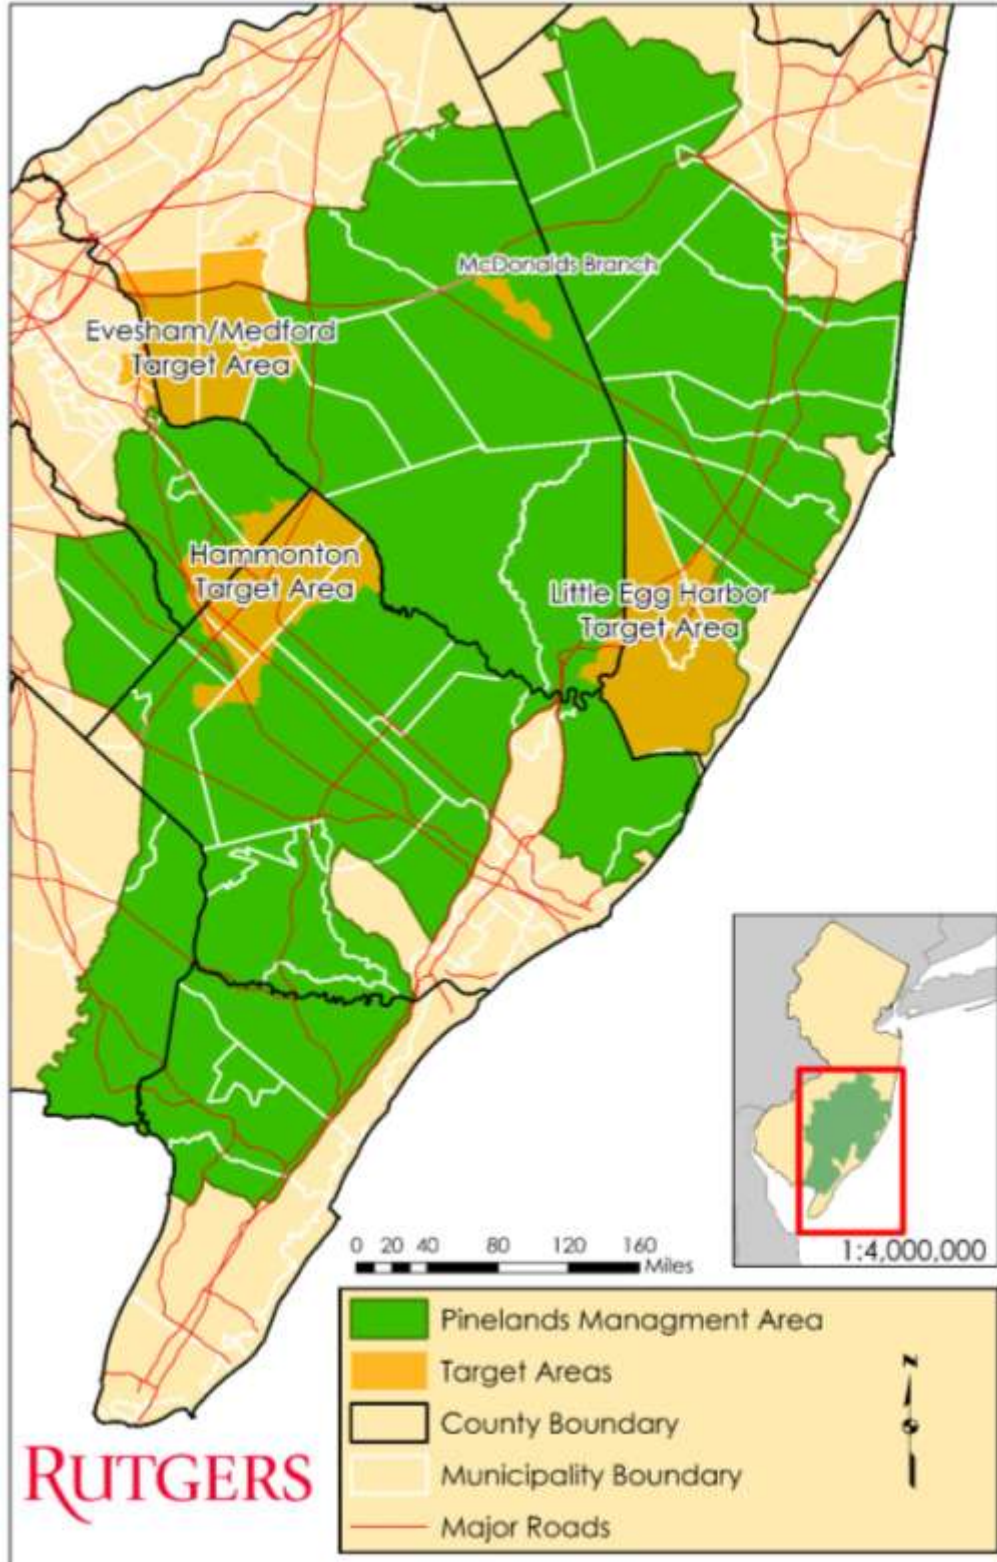 McDonalds Branch
Evesham/Medford
Target Area
Hammonton
Target Area
Little Egg Harbor
Target Area
1:4,000,000
0 20 40 80 120 160
Miles
Pinelands Managment Area
Target Areas
County Boundary
Municipality Boundary
Major Roads
N
RUTGERS